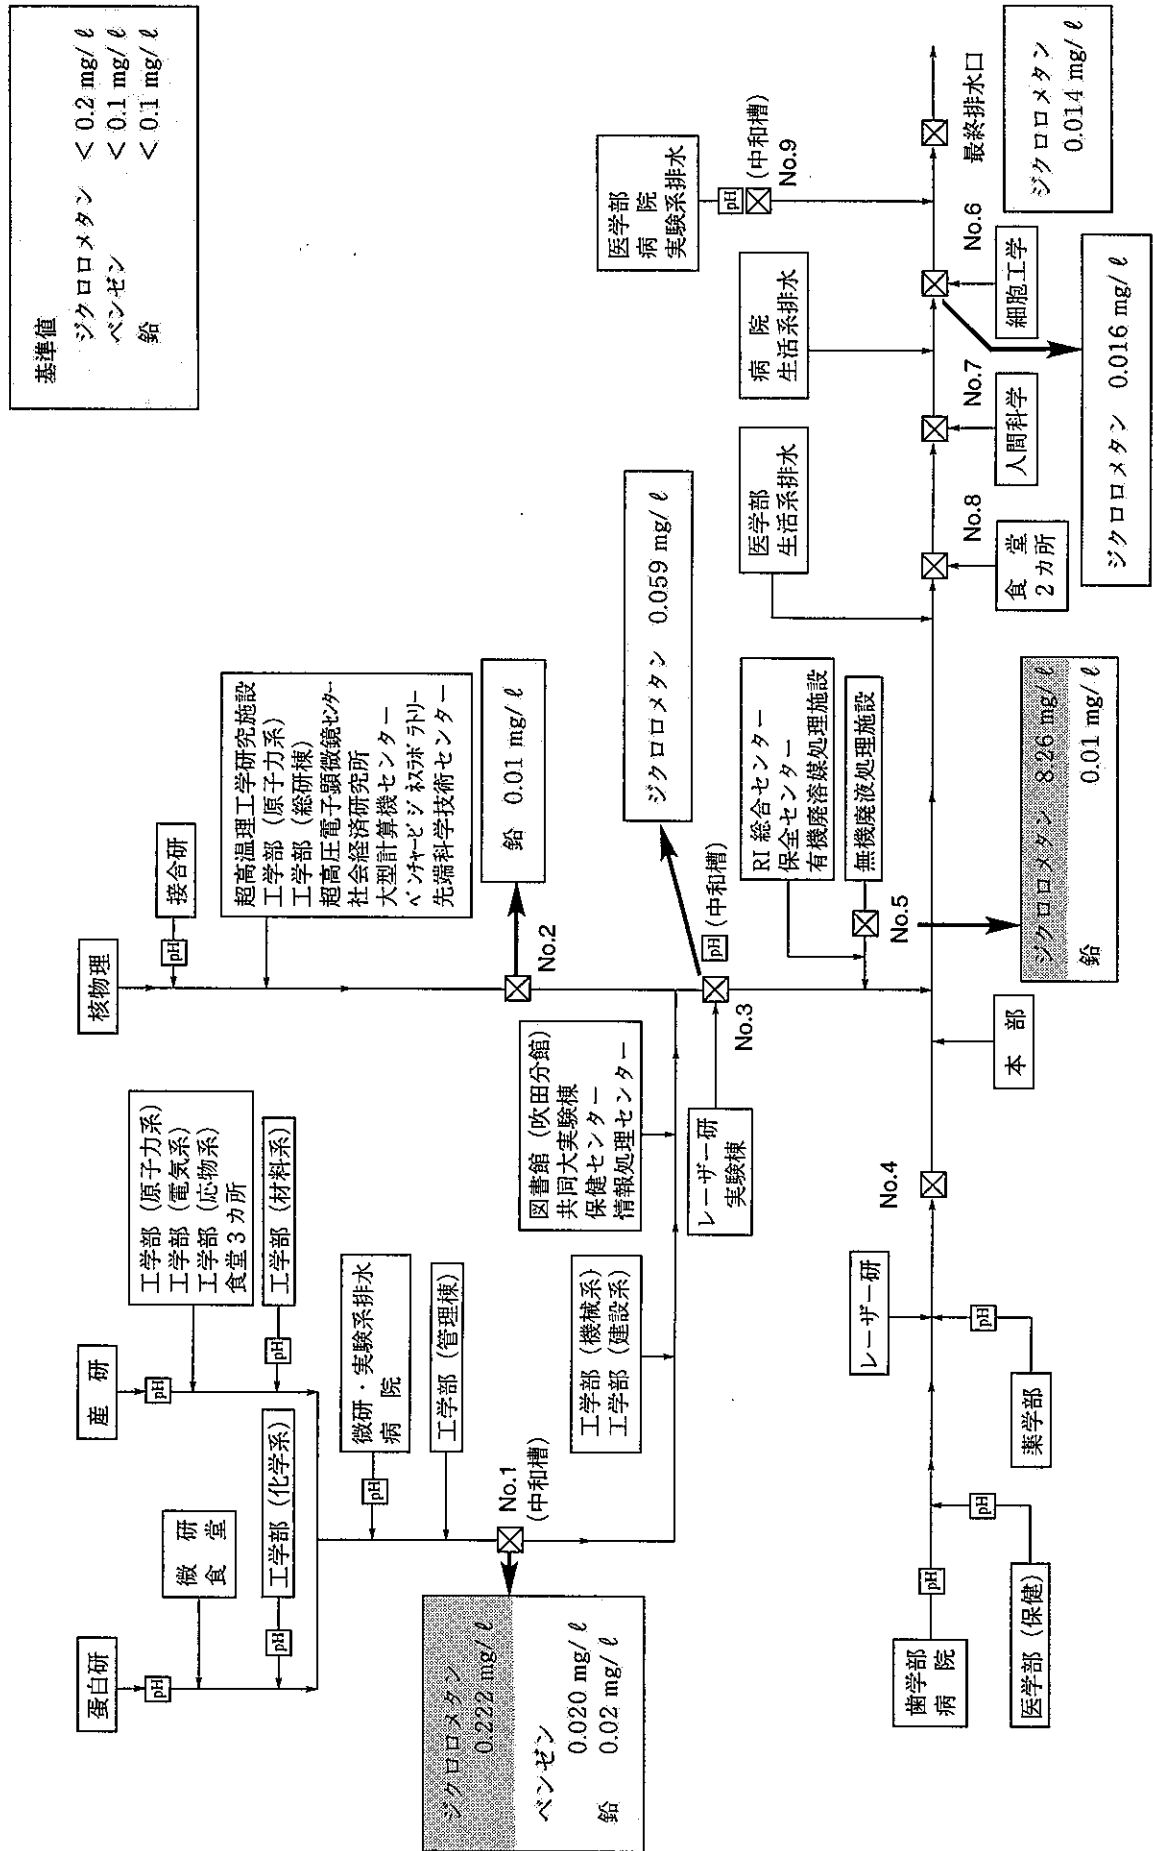 蛋白研
pH
微　研
食　堂
工学部（化学系）
pH
産　研
pH
工学部（原子力系）
工学部（電気系）
工学部（応物系）
食堂３カ所
工学部（材料系）
pH
微研・実験系排水
病　院
pH
工学部（管理棟）
No.1
（中和槽）
ジクロロメタン
0.222 mg/ℓ
ベンゼン
0.020 mg/ℓ
鉛　0.02 mg/ℓ
工学部（機械系）
工学部（建設系）
図書館（吹田分館）
共同大実験棟
保健センター
情報処理センター
核物理
接合研
pH
超高温理工学研究施設
工学部（原子力系）
工学部（総研棟）
超高圧電子顕微鏡センター
社会経済研究所
大型計算機センター
ベンチャービジネスラボラトリー
先端科学技術センター
No.2
鉛　0.01 mg/ℓ
レーザー研
実験棟
No.3
pH
（中和槽）
ジクロロメタン　0.059 mg/ℓ
RI 総合センター
保全センター
有機廃溶媒処理施設
無機廃液処理施設
No.5
ジクロロメタン　8.26 mg/ℓ
鉛　0.01 mg/ℓ
歯学部
病　院
pH
医学部（保健）
pH
レーザー研
薬学部
pH
No.4
本　部
医学部
生活系排水
食　堂
２カ所
No.8
人間科学
No.7
病　院
生活系排水
細胞工学
No.6
ジクロロメタン　0.016 mg/ℓ
医学部
病　院
実験系排水
pH
（中和槽）
No.9
最終排水口
ジクロロメタン
0.014 mg/ℓ
基準値
ジクロロメタン　＜0.2 mg/ℓ
ベンゼン　＜0.1 mg/ℓ
鉛　＜0.1 mg/ℓ